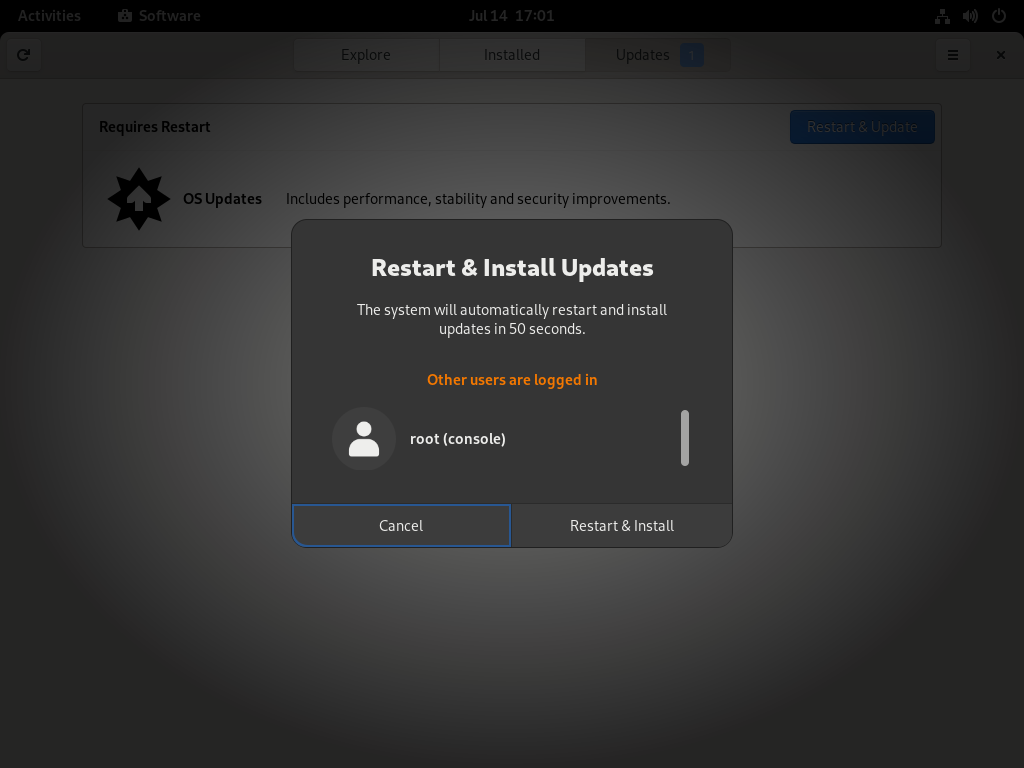 Activities Software Jul 14 17:01
Explore Installed Updates 1
Requires Restart Restart & Update
OS Updates Includes performance, stability and security improvements.
Restart & Install Updates
The system will automatically restart and install
updates in 50 seconds.
Other users are logged in
root (console)
Cancel Restart & Install